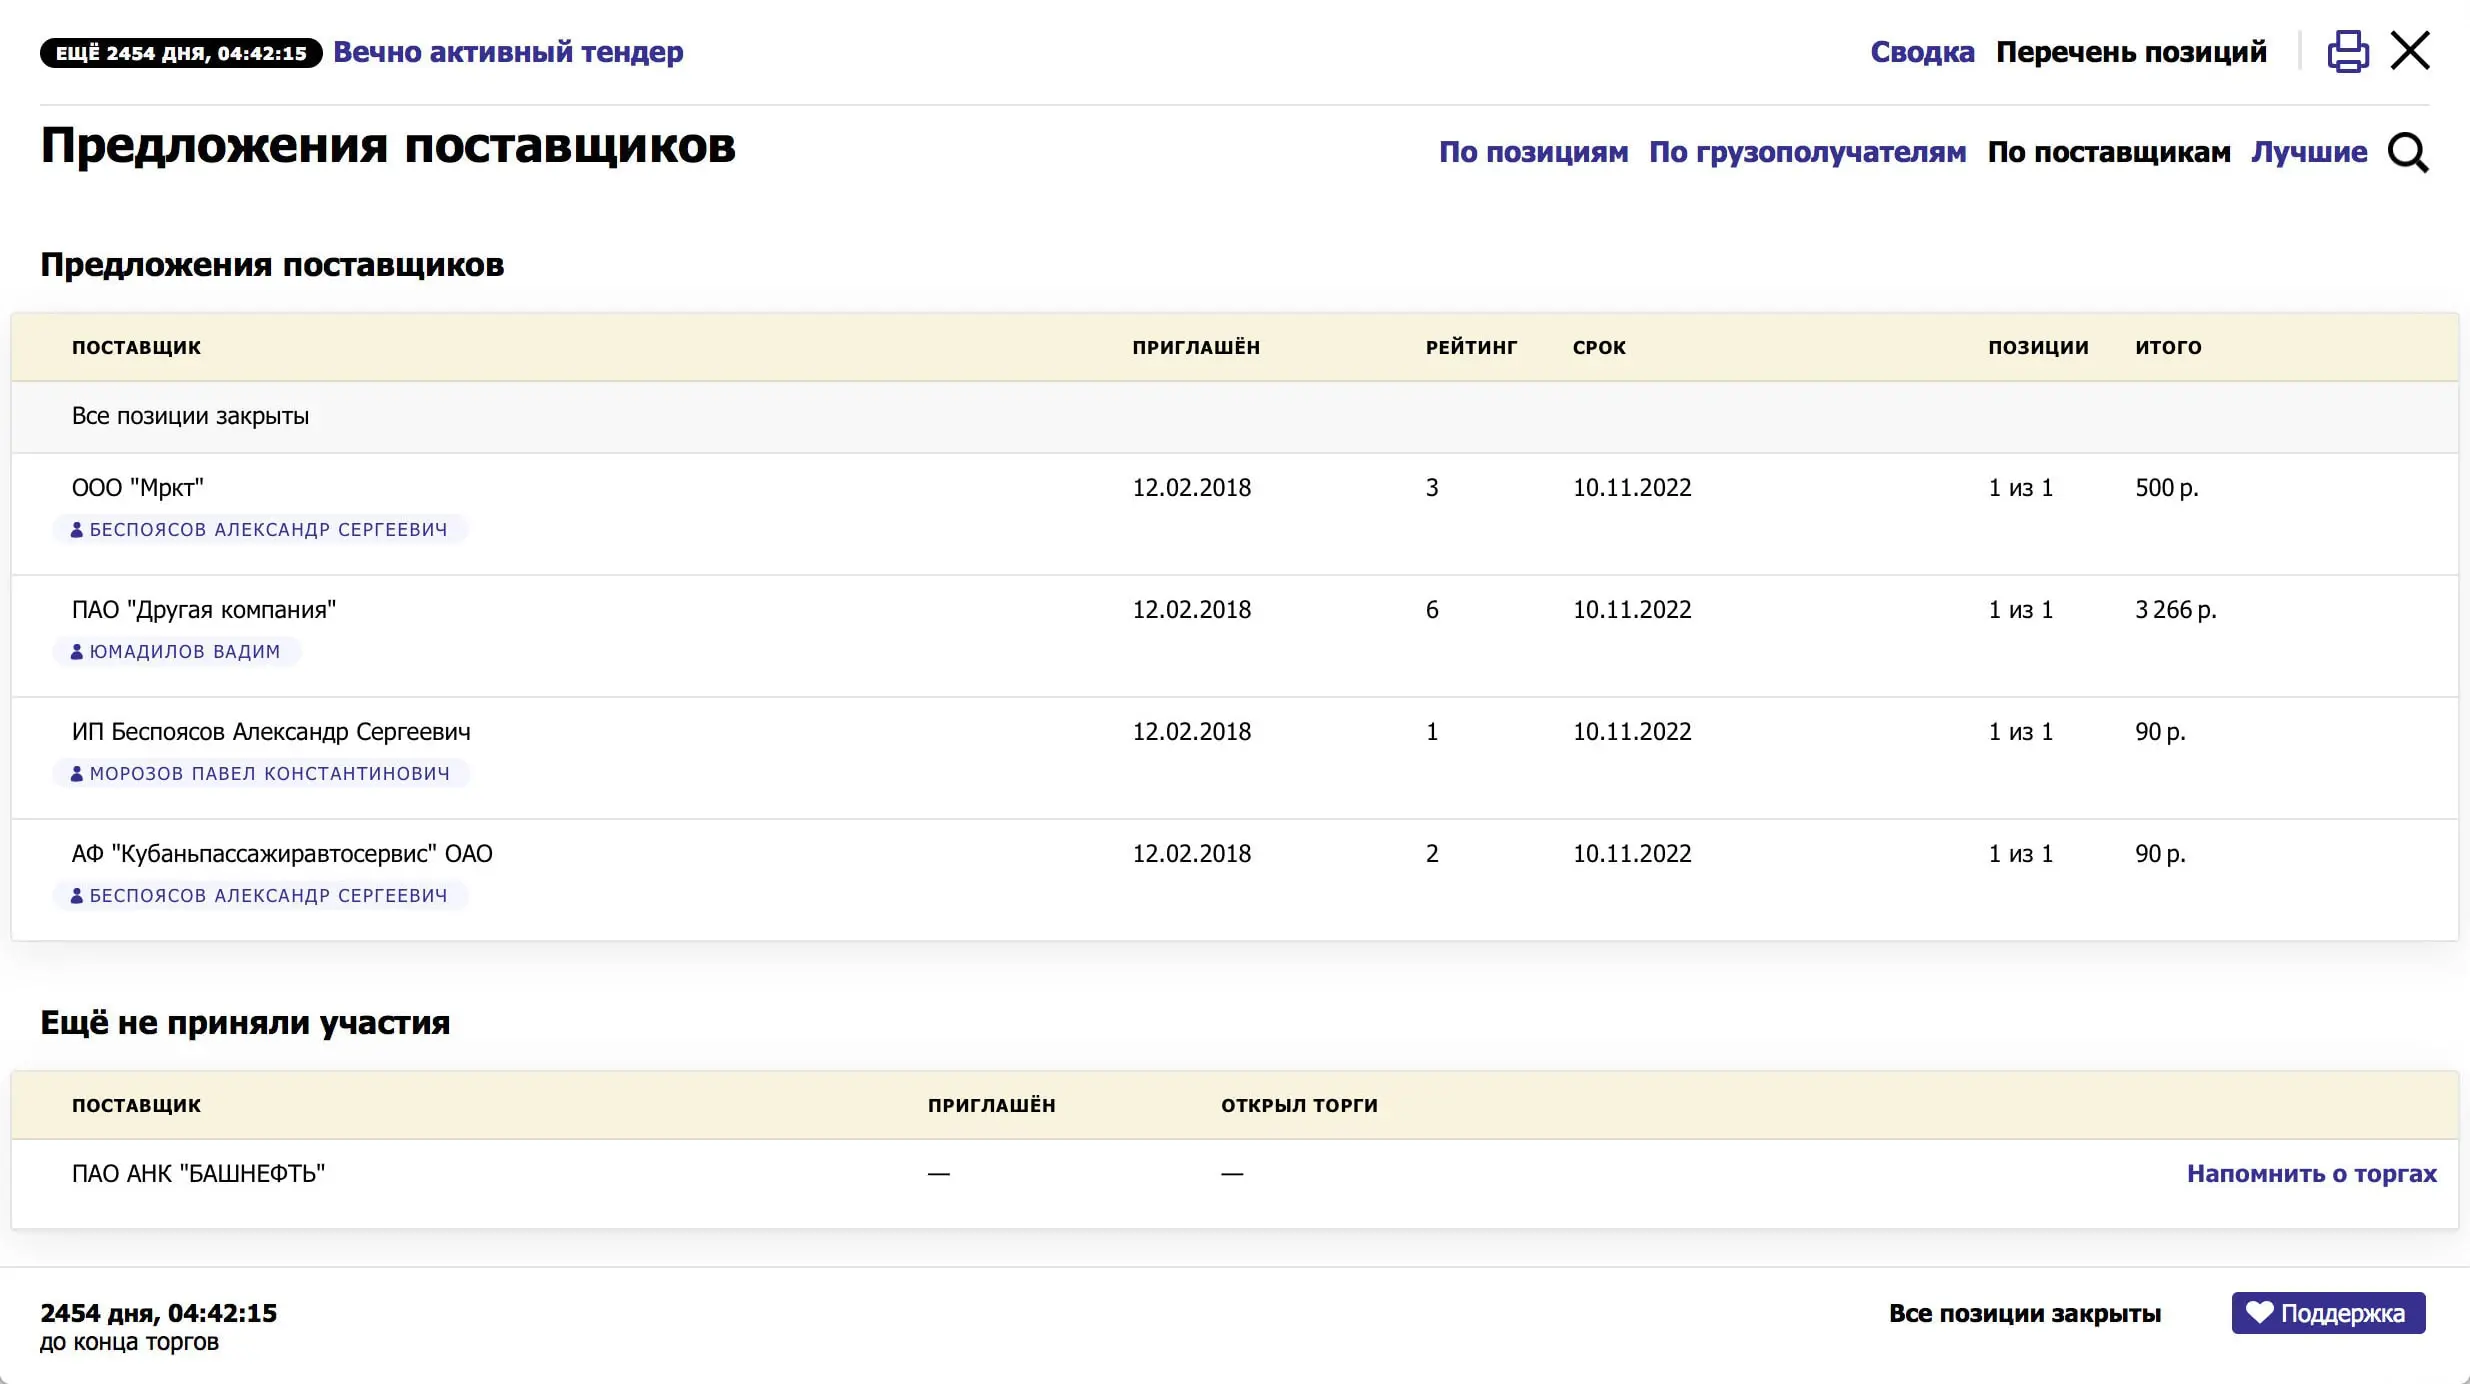 ЕЩЁ 2454 ДНЯ, 04:42:15 Вечно активный тендер Сводка Перечень позиций
Предложения поставщиков По позициям По грузополучателям По поставщикам Лучшие
Предложения поставщиков
ПОСТАВЩИК ПРИГЛАШЁН РЕЙТИНГ СРОК ПОЗИЦИИ ИТОГО
Все позиции закрыты
ООО "Мркт" 12.02.2018 3 10.11.2022 1 из 1 500 р.
БЕСПОЯСОВ АЛЕКСАНДР СЕРГЕЕВИЧ
ПАО "Другая компания" 12.02.2018 6 10.11.2022 1 из 1 3 266 р.
ЮМАДИЛОВ ВАДИМ
ИП Беспоясов Александр Сергеевич 12.02.2018 1 10.11.2022 1 из 1 90 р.
МОРОЗОВ ПАВЕЛ КОНСТАНТИНОВИЧ
АФ "Кубаньпассажиравтосервис" ОАО 12.02.2018 2 10.11.2022 1 из 1 90 р.
БЕСПОЯСОВ АЛЕКСАНДР СЕРГЕЕВИЧ
Ещё не приняли участия
ПОСТАВЩИК ПРИГЛАШЁН ОТКРЫЛ ТОРГИ
ПАО АНК "БАШНЕФТЬ" — — Напомнить о торгах
2454 дня, 04:42:15 Все позиции закрыты Поддержка
до конца торгов